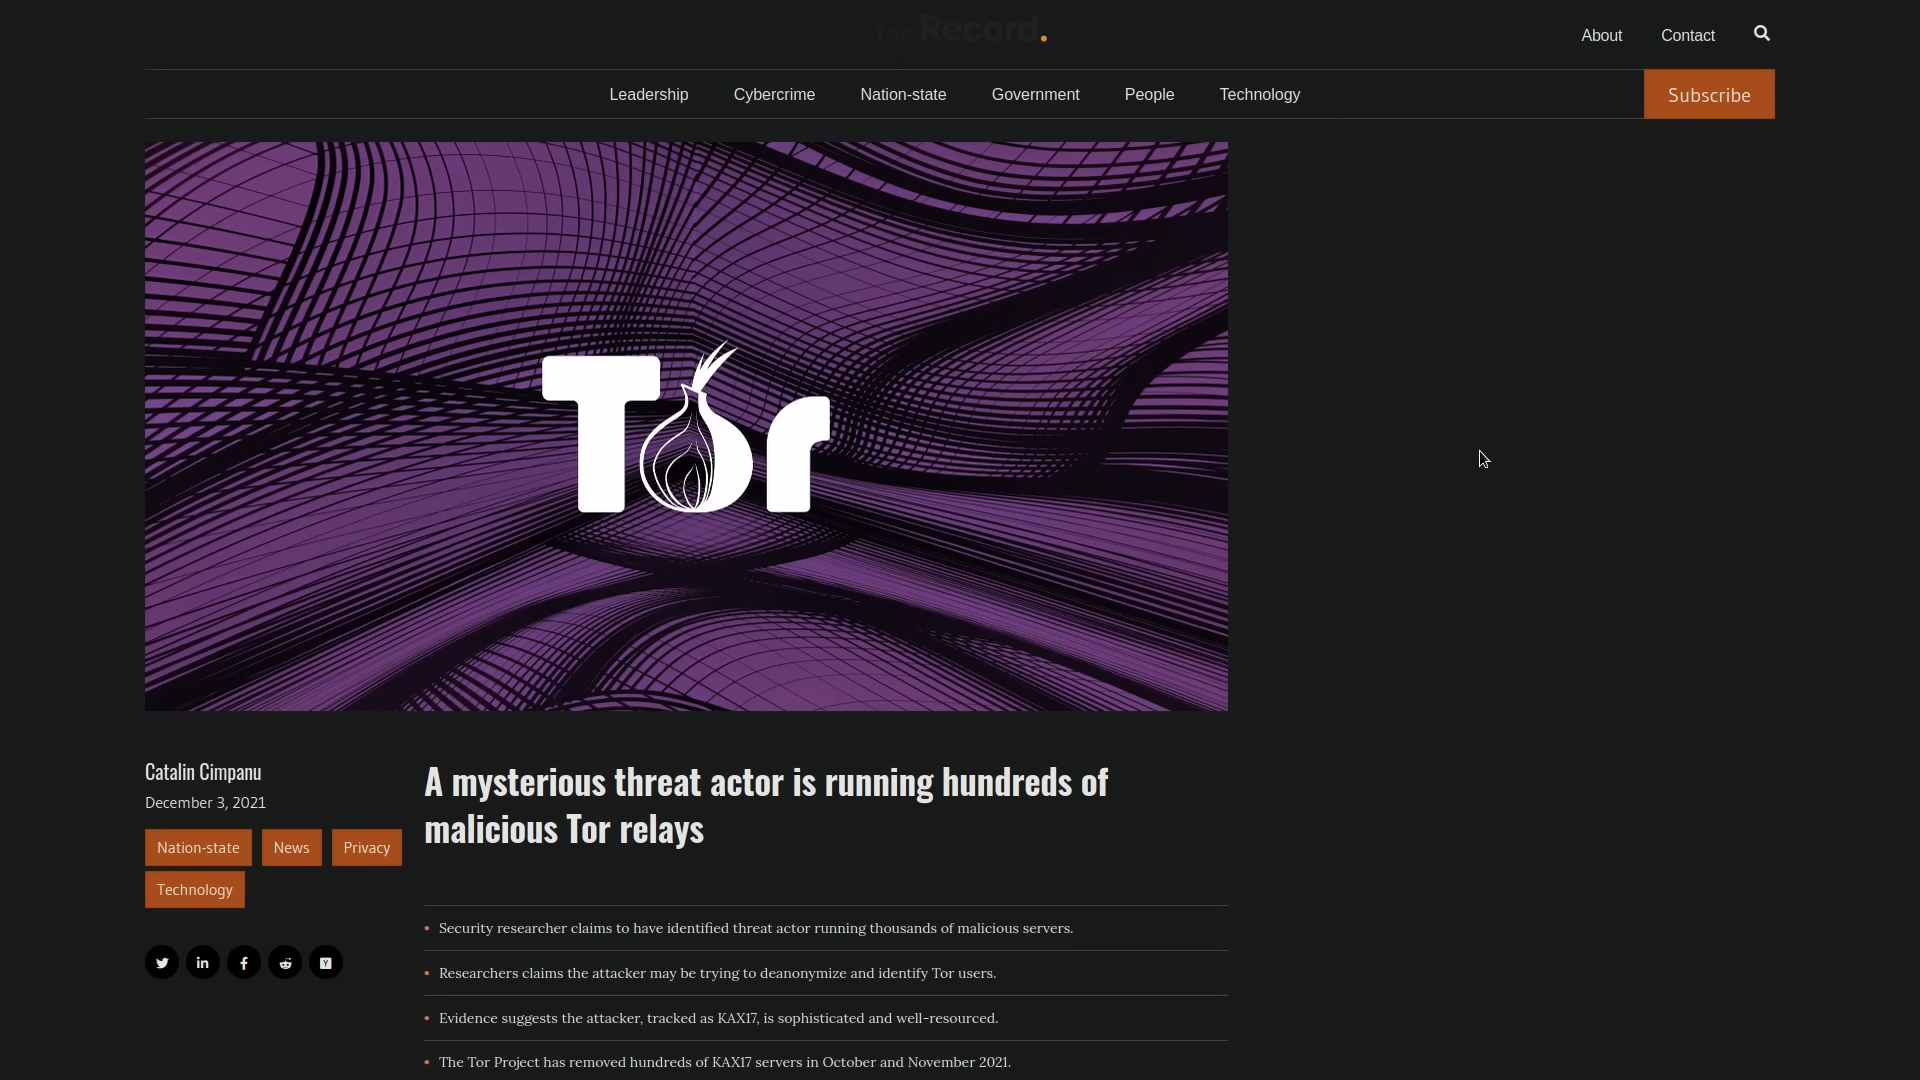 The Record.
About
Contact
Leadership
Cybercrime
Nation-state
Government
People
Technology
Subscribe
Tor
Catalin Cimpanu
December 3, 2021
Nation-state
News
Privacy
Technology
A mysterious threat actor is running hundreds of
malicious Tor relays
• Security researcher claims to have identified threat actor running thousands of malicious servers.
• Researchers claims the attacker may be trying to deanonymize and identify Tor users.
• Evidence suggests the attacker, tracked as KAX17, is sophisticated and well-resourced.
• The Tor Project has removed hundreds of KAX17 servers in October and November 2021.